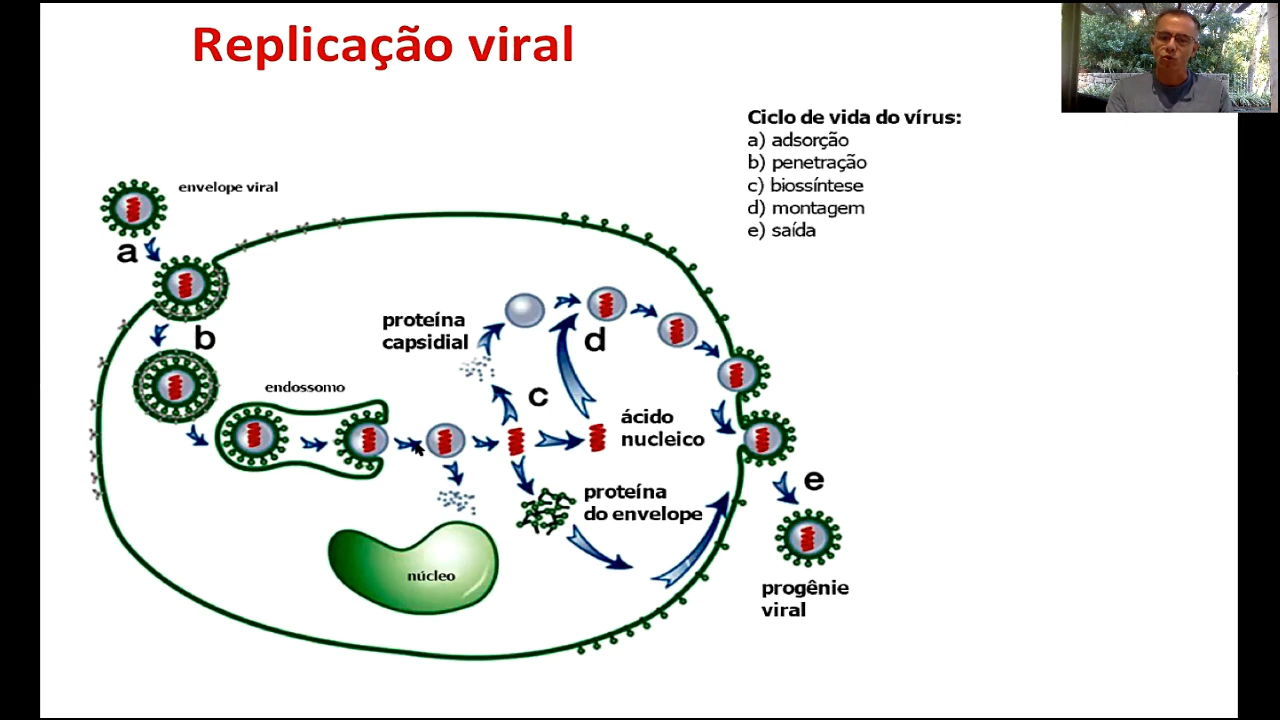 Replicação viral
Ciclo de vida do vírus:
a) adsorção
b) penetração
c) biossíntese
d) montagem
e) saída
envelope viral
a
b
proteína
capsidial
d
endossomo
c
ácido
nucleico
e
proteína
do envelope
núcleo
progênie
viral